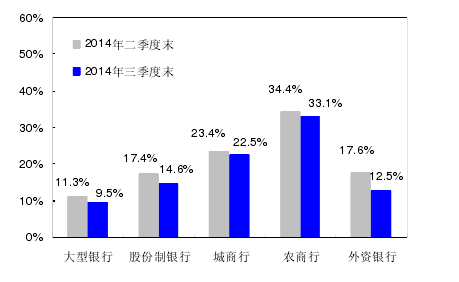 60%
50%
40%
30%
20%
10%
0%
2014年二季度末
2014年三季度末
11.3%
9.5%
17.4%
14.6%
23.4%
22.5%
34.4%
33.1%
17.6%
12.5%
大型银行
股份制银行
城商行
农商行
外资银行